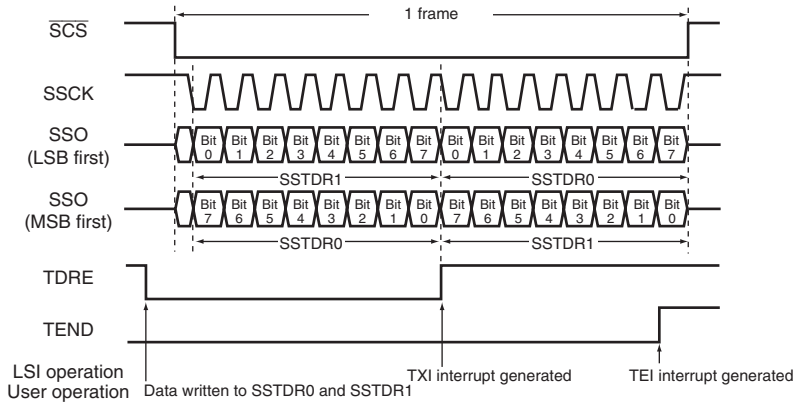 1 frame
SCS
SSCK
SSO
(LSB first)
Bit 0 Bit 1 Bit 2 Bit 3 Bit 4 Bit 5 Bit 6 Bit 7 Bit 0 Bit 1 Bit 2 Bit 3 Bit 4 Bit 5 Bit 6 Bit 7
SSTDR1 SSTDR0
SSO
(MSB first)
Bit 7 Bit 6 Bit 5 Bit 4 Bit 3 Bit 2 Bit 1 Bit 0 Bit 7 Bit 6 Bit 5 Bit 4 Bit 3 Bit 2 Bit 1 Bit 0
SSTDR0 SSTDR1
TDRE
TEND
LSI operation TXI interrupt generated TEI interrupt generated
User operation Data written to SSTDR0 and SSTDR1